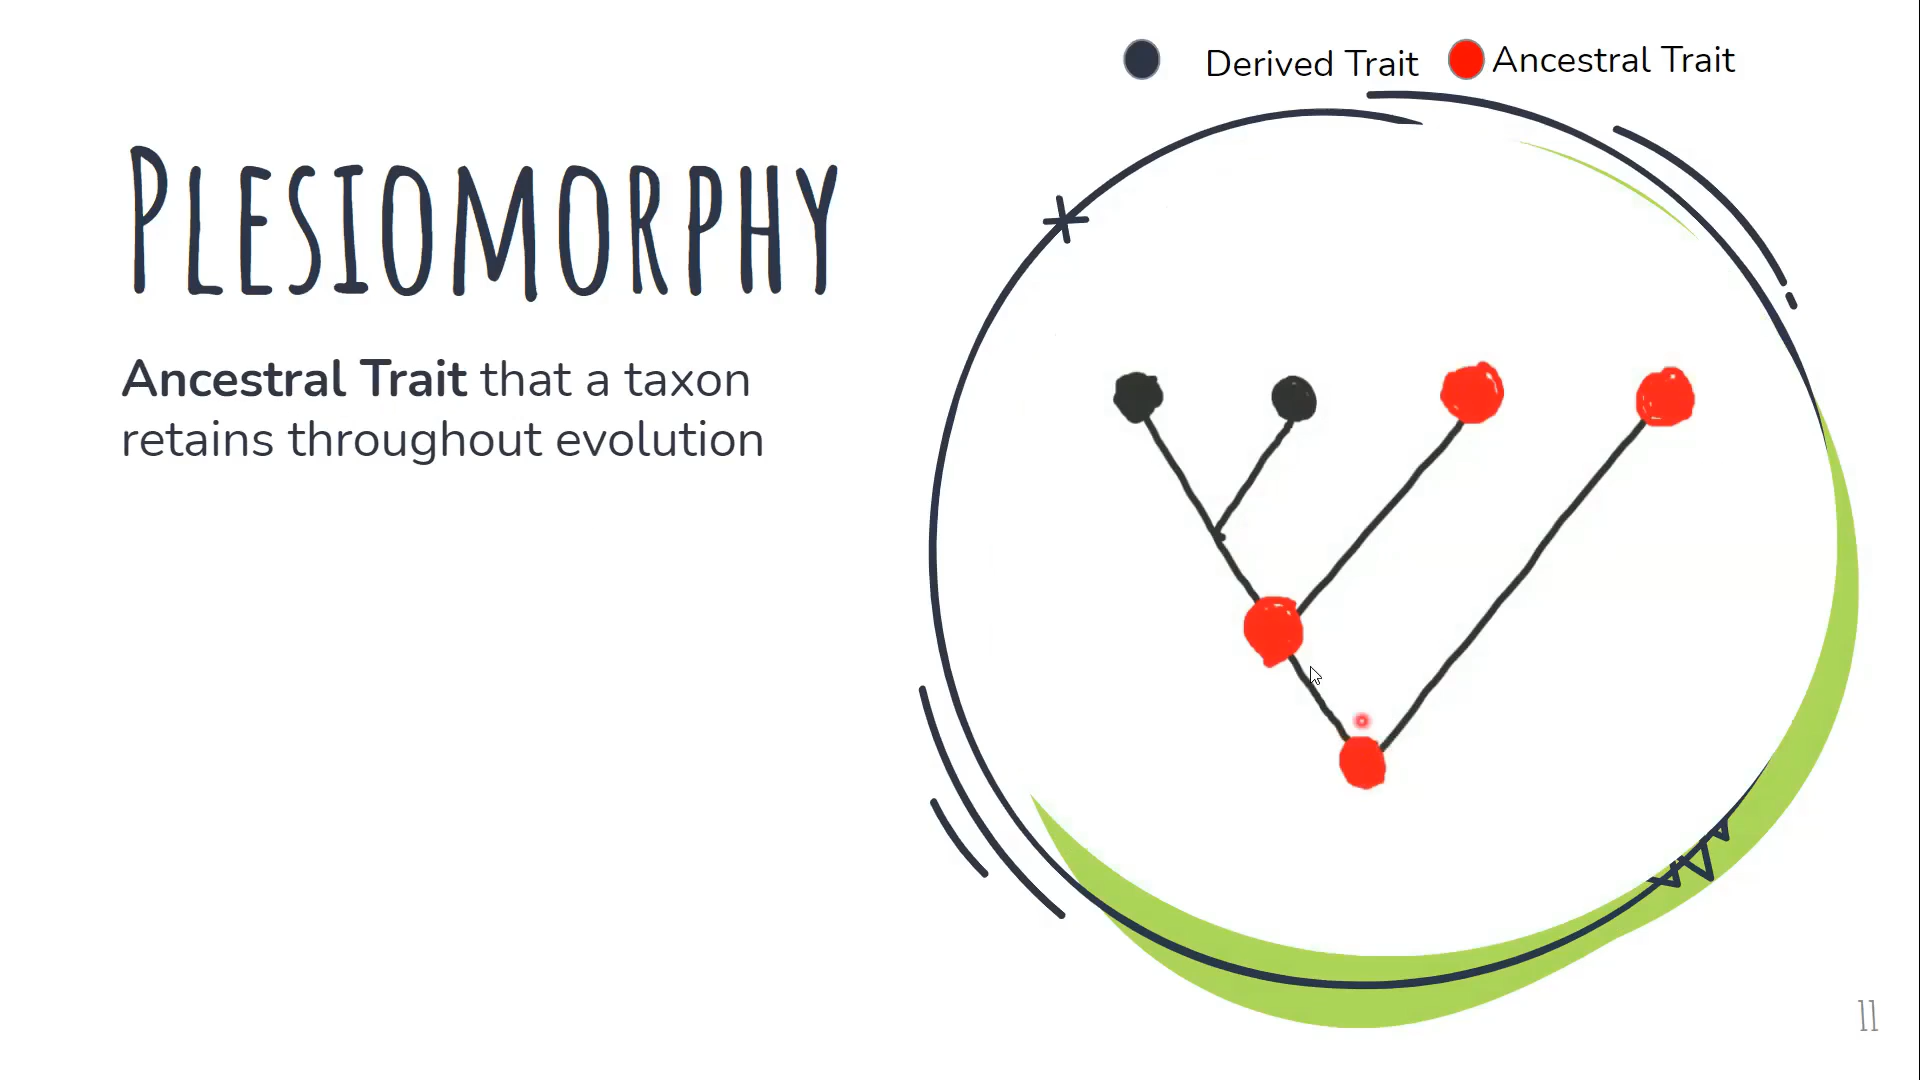 Derived Trait
Ancestral Trait
PLESIOMORPHY
Ancestral Trait that a taxon
retains throughout evolution
11